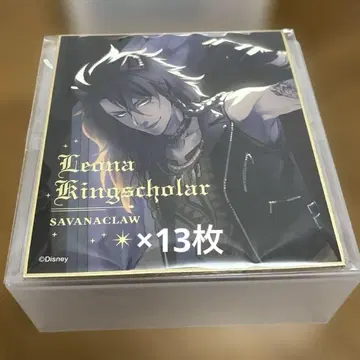 Leona
Kingscholar
SAVANACLAW
×13枚
©Disney